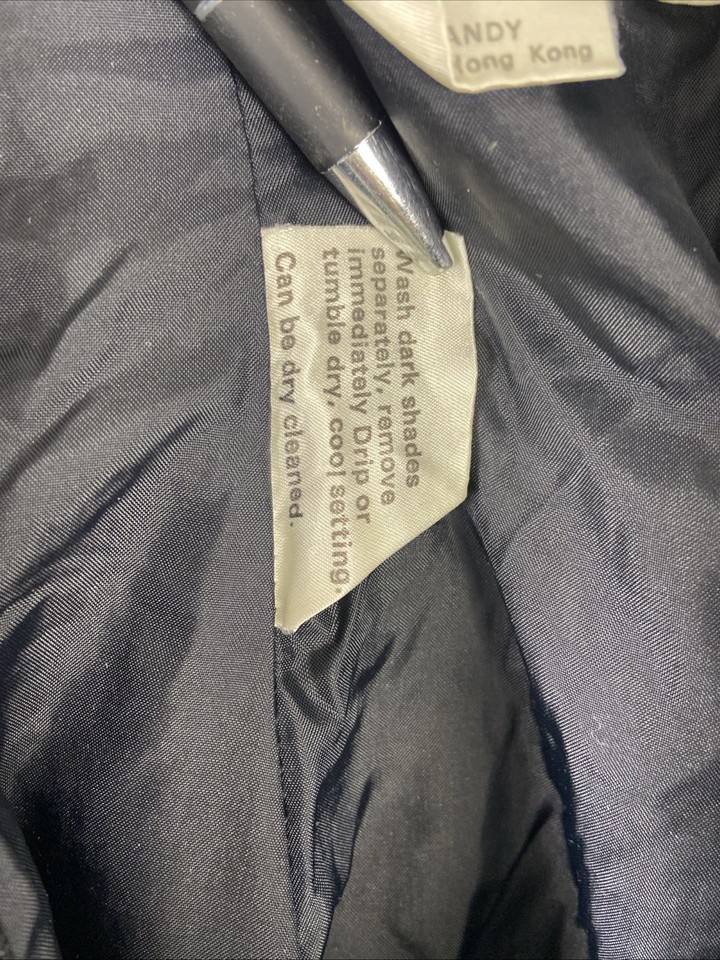 ANDY
Hong Kong
Wash dark shades
separately, remove
immediately Drip or
tumble dry, cool setting.
Can be dry cleaned.